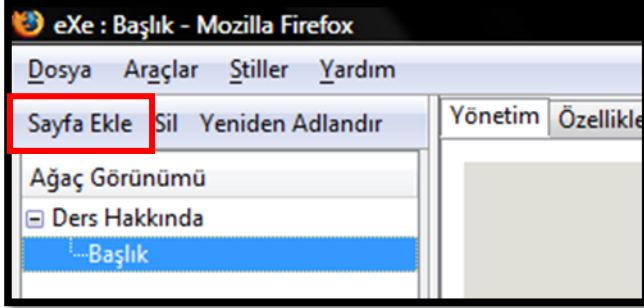 eXe : Başlık - Mozilla Firefox
Dosya Araçlar Stiller Yardım
Sayfa Ekle Sil Yeniden Adlandır
Yönetim Özellikle
Ağaç Görünümü
Ders Hakkında
Başlık